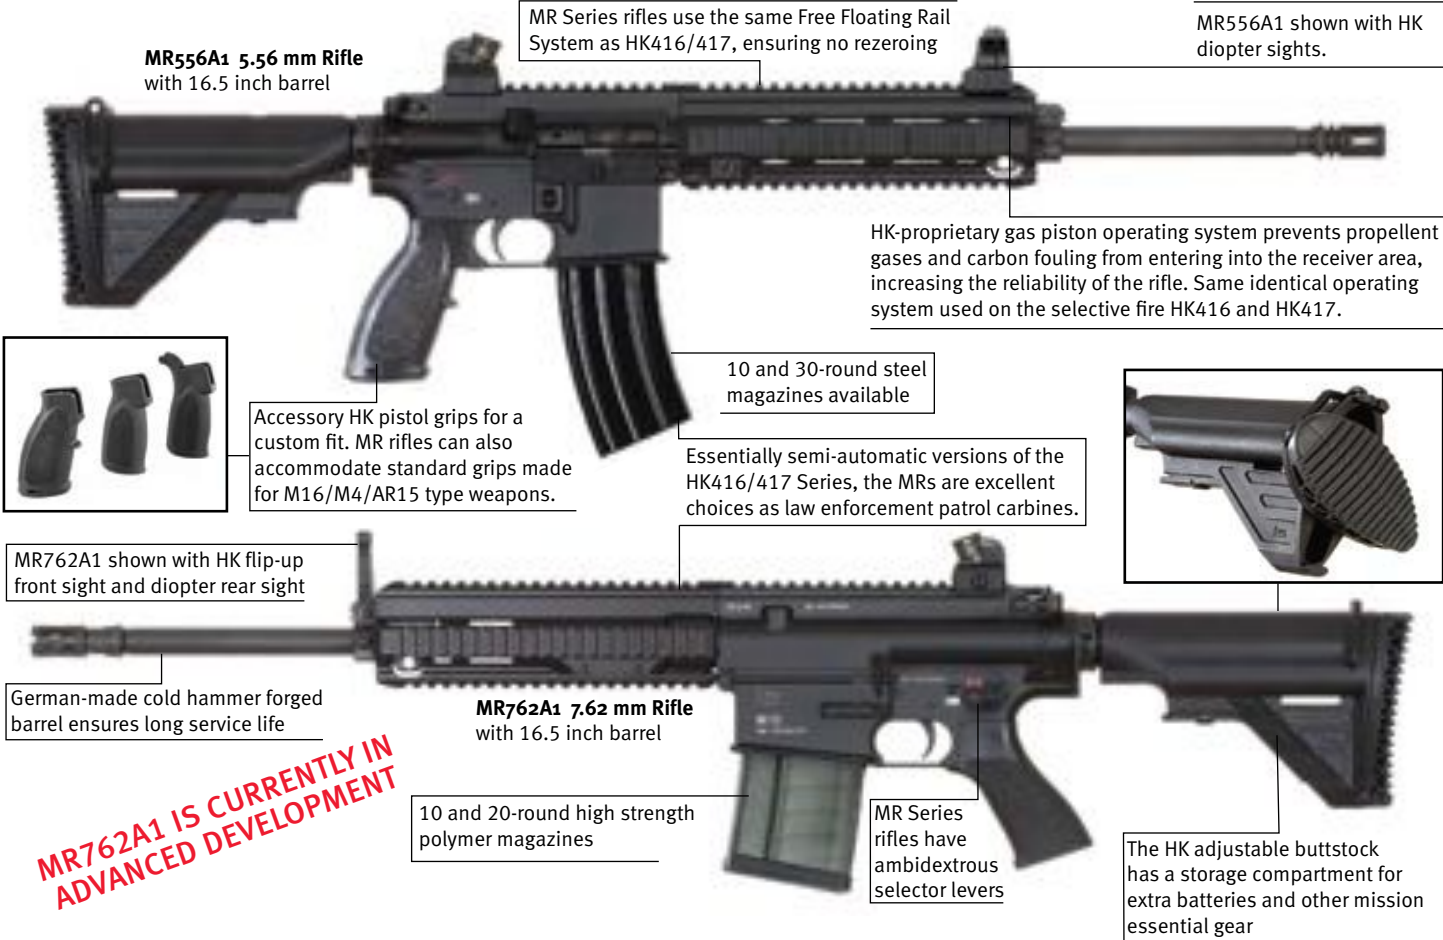 MR Series rifles use the same Free Floating Rail
System as HK416/417, ensuring no rezeroing
MR556A1 shown with HK
diopter sights.
MR556A1 5.56 mm Rifle
with 16.5 inch barrel
HK-proprietary gas piston operating system prevents propellent
gases and carbon fouling from entering into the receiver area,
increasing the reliability of the rifle. Same identical operating
system used on the selective fire HK416 and HK417.
10 and 30-round steel
magazines available
Accessory HK pistol grips for a
custom fit. MR rifles can also
accommodate standard grips made
for M16/M4/AR15 type weapons.
Essentially semi-automatic versions of the
HK416/417 Series, the MRs are excellent
choices as law enforcement patrol carbines.
MR762A1 shown with HK flip-up
front sight and diopter rear sight
German-made cold hammer forged
barrel ensures long service life
MR762A1 7.62 mm Rifle
with 16.5 inch barrel
MR762A1 IS CURRENTLY IN
ADVANCED DEVELOPMENT
10 and 20-round high strength
polymer magazines
MR Series
rifles have
ambidextrous
selector levers
The HK adjustable buttstock
has a storage compartment for
extra batteries and other mission
essential gear